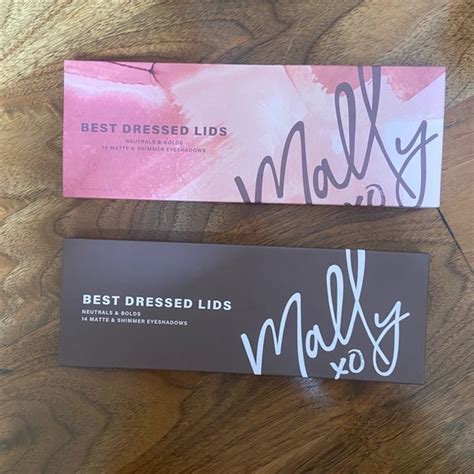 BEST DRESSED LIDS
NEUTRALS & BOLDS
14 MATTE & SHIMMER EYESHADOWS
Mally
xo
BEST DRESSED LIDS
NEUTRALS & BOLDS
14 MATTE & SHIMMER EYESHADOWS
Mally
xo